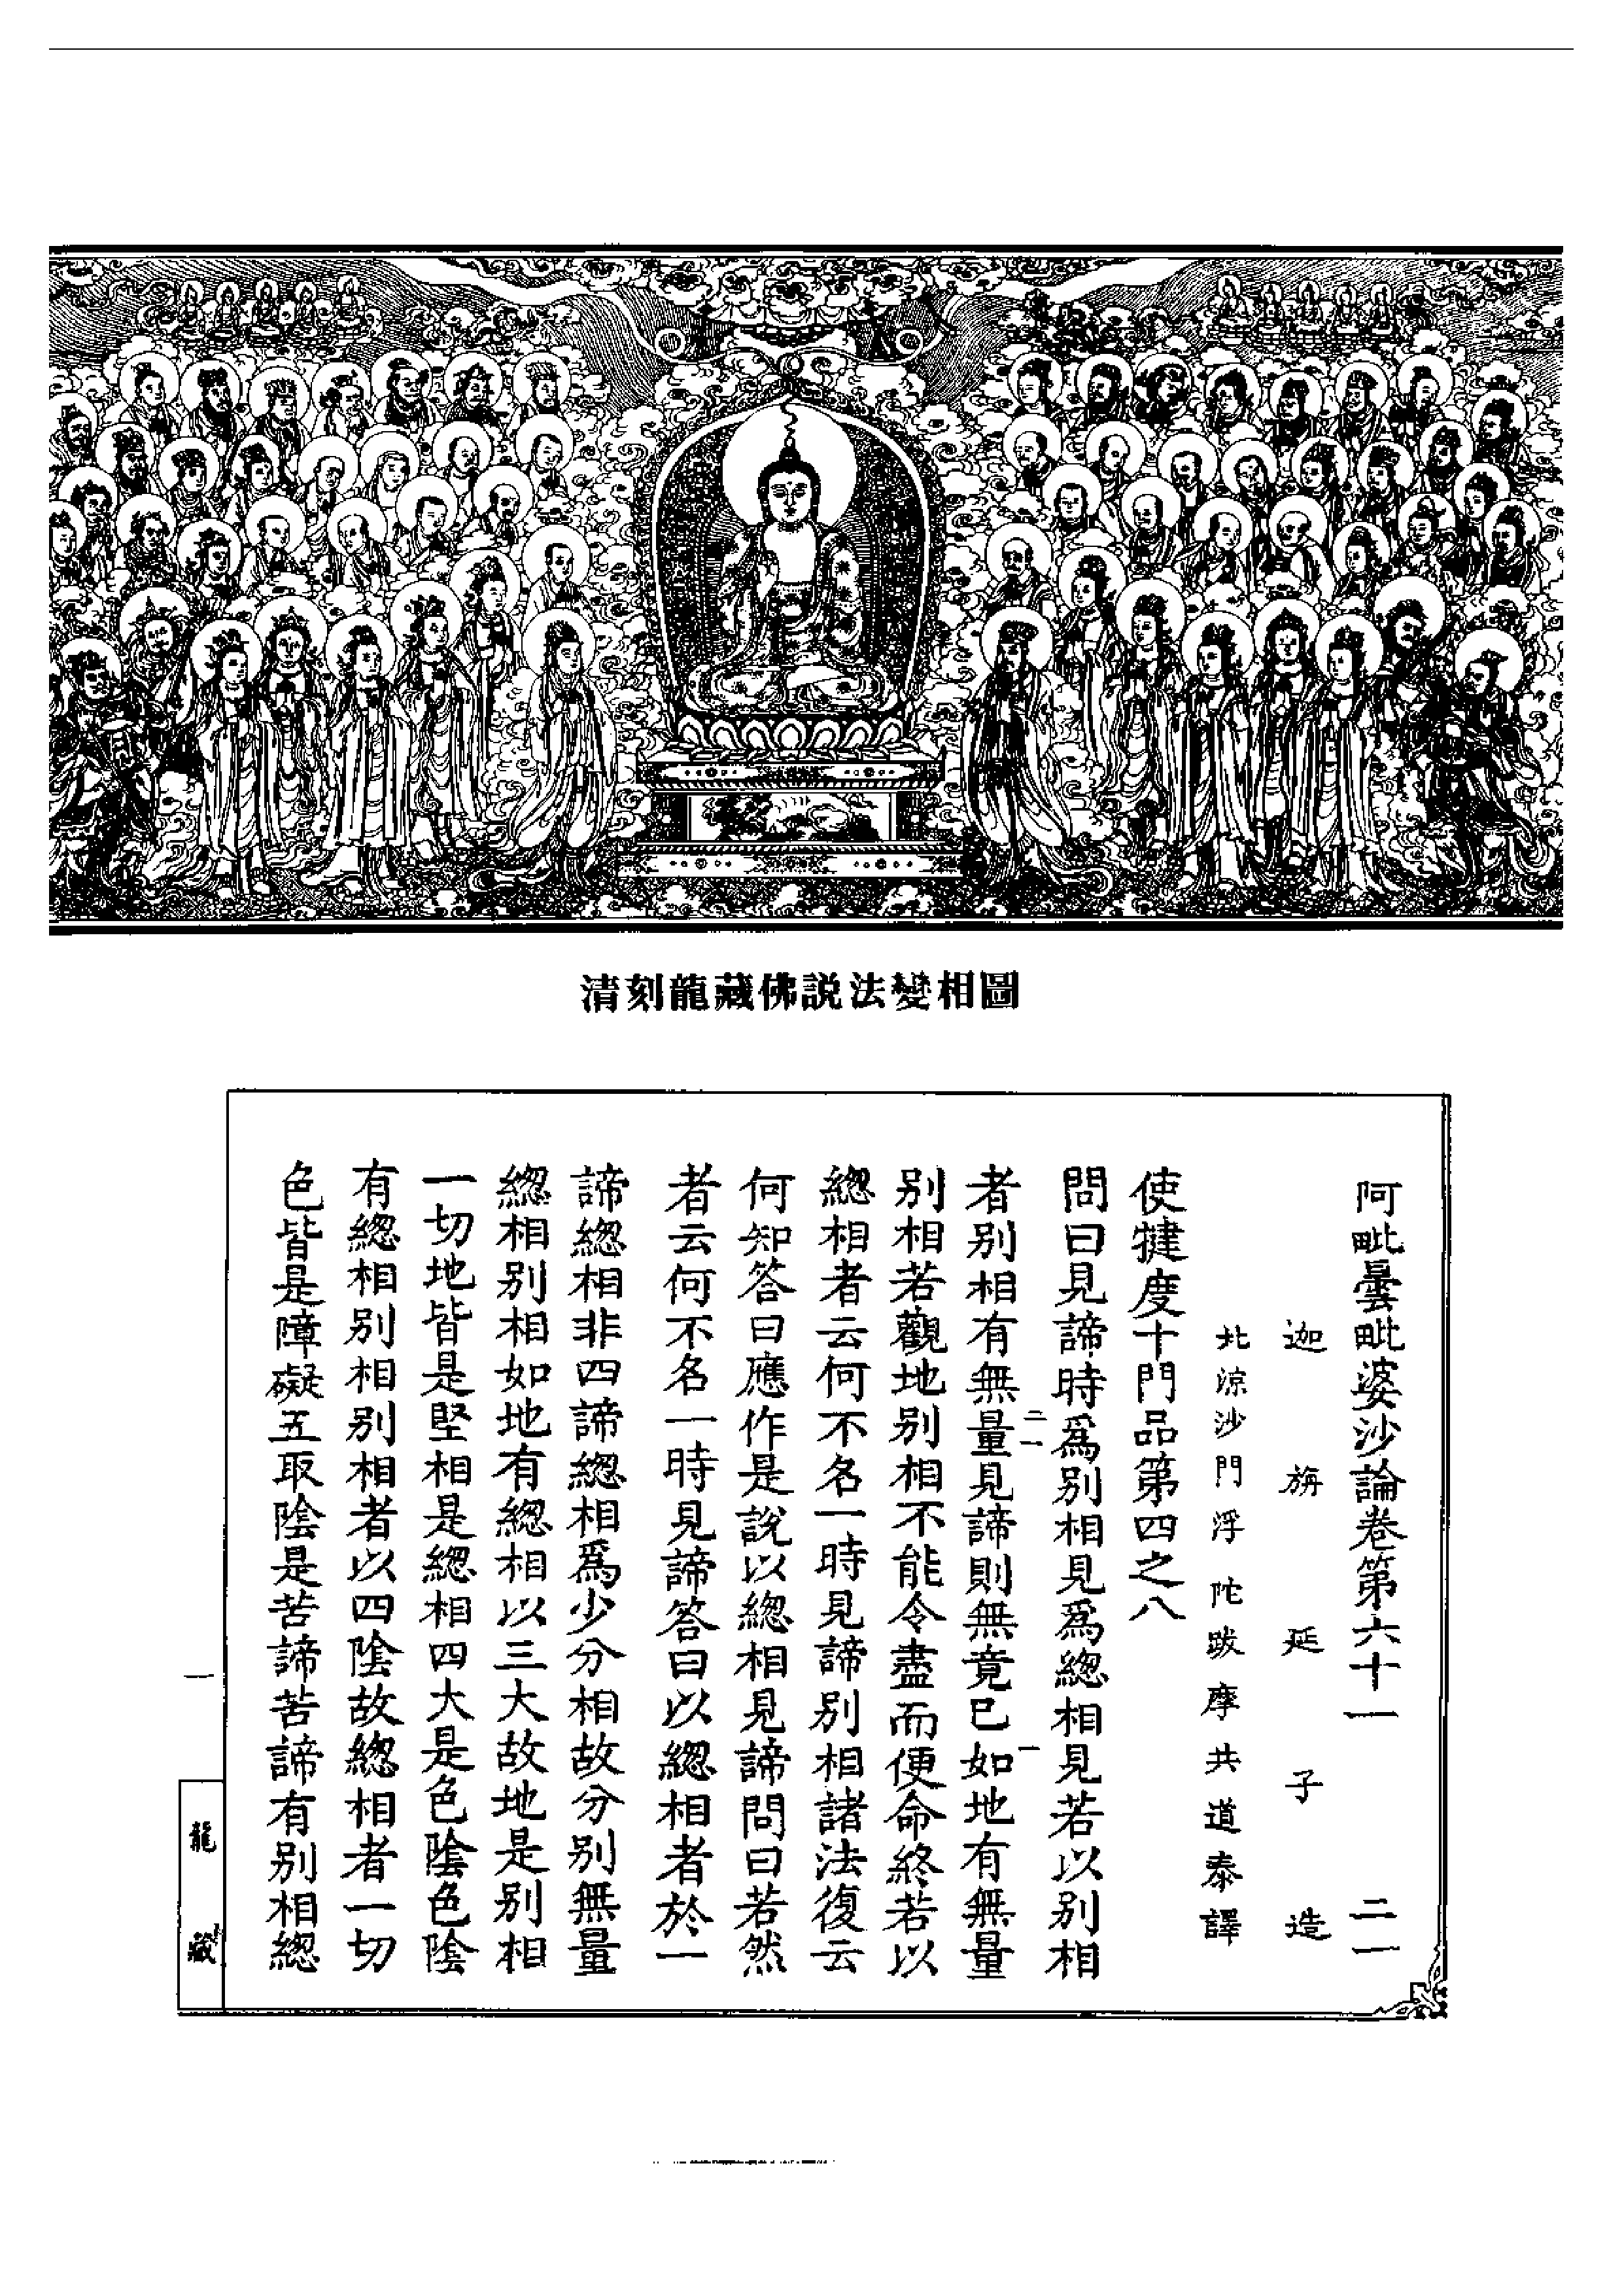 清刻龍藏佛説法變相圖
阿毗曇毗婆沙論卷第六十一 二一
迦旃延子造
北涼沙門浮陀跋摩共道泰譯
使犍度十門品第四之八
問曰見諦時爲別相見爲總相見若以別相
者別相有無量見諦則無竟已如地有無量
二一
一
別相若觀地別相不能令盡而便命終若以
總相者云何不名一時見諦別相諸法復云
何知答曰應作是說以總相見諦問曰若然
者云何不名一時見諦答曰以總相者於一
諦總相非四諦總相爲少分相故分別無量
總相別相如地有總相以三大故地是別相
一切地皆是堅相是總相四大是色陰色陰
有總相別相別相者以四陰故總相者一切
色皆是障礙五取陰是苦諦苦諦有別相總
一
龍藏